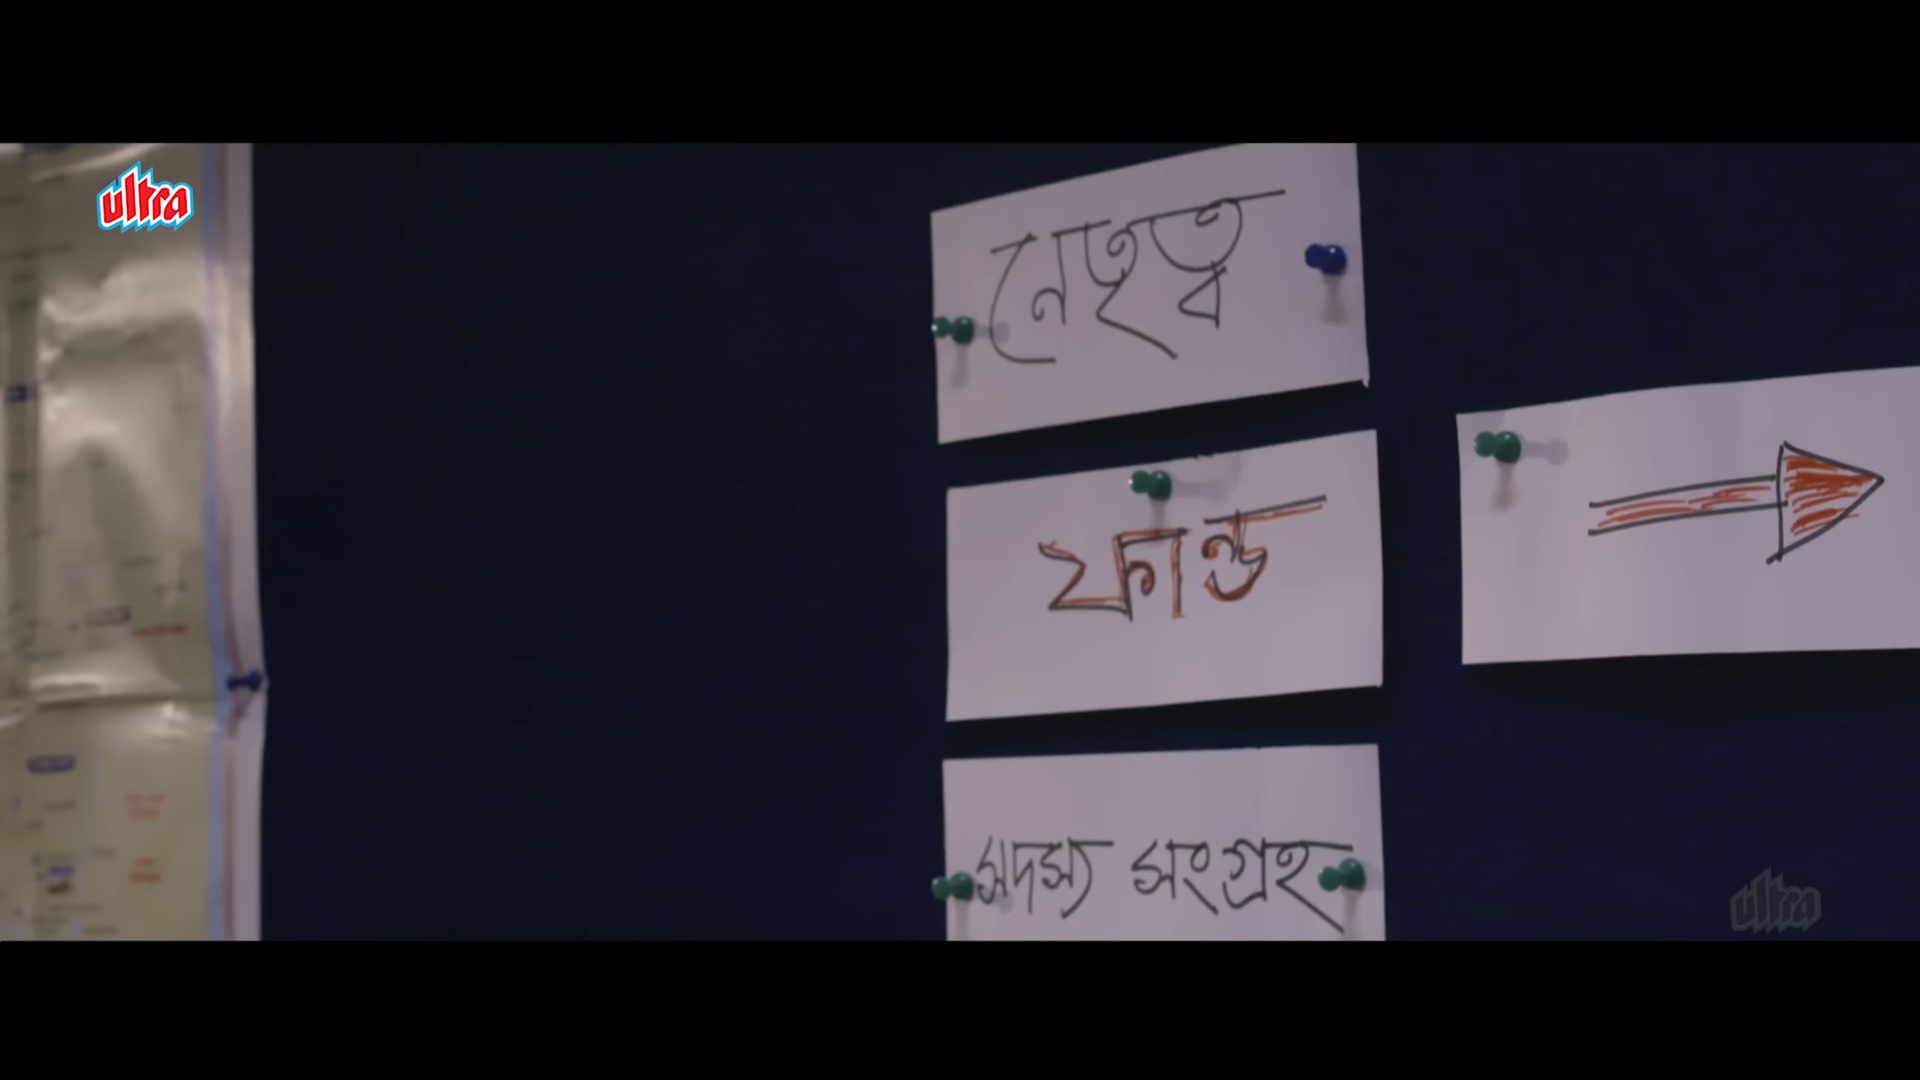 ultra
নেতৃত্ব
ফান্ড
সদস্য সংগ্রহ
ultra